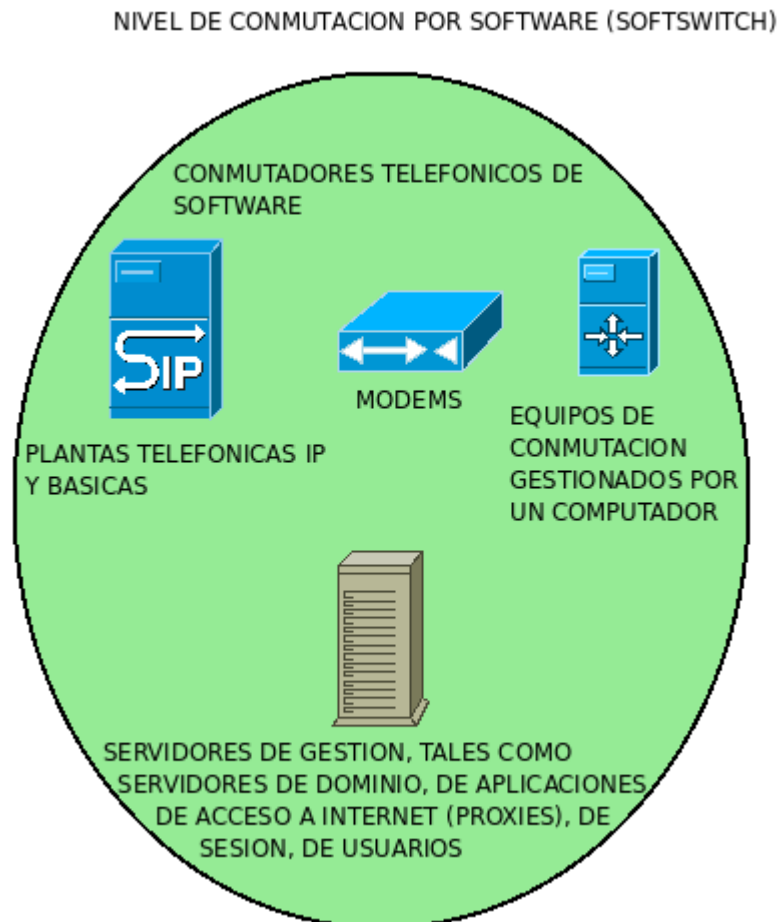 NIVEL DE CONMUTACION POR SOFTWARE (SOFTSWITCH)
CONMUTADORES TELEFONICOS DE
SOFTWARE
SIP
MODEMS
PLANTAS TELEFONICAS IP
Y BASICAS
EQUIPOS DE
CONMUTACION
GESTIONADOS POR
UN COMPUTADOR
SERVIDORES DE GESTION, TALES COMO
SERVIDORES DE DOMINIO, DE APLICACIONES,
DE ACCESO A INTERNET (PROXIES), DE
SESION, DE USUARIOS